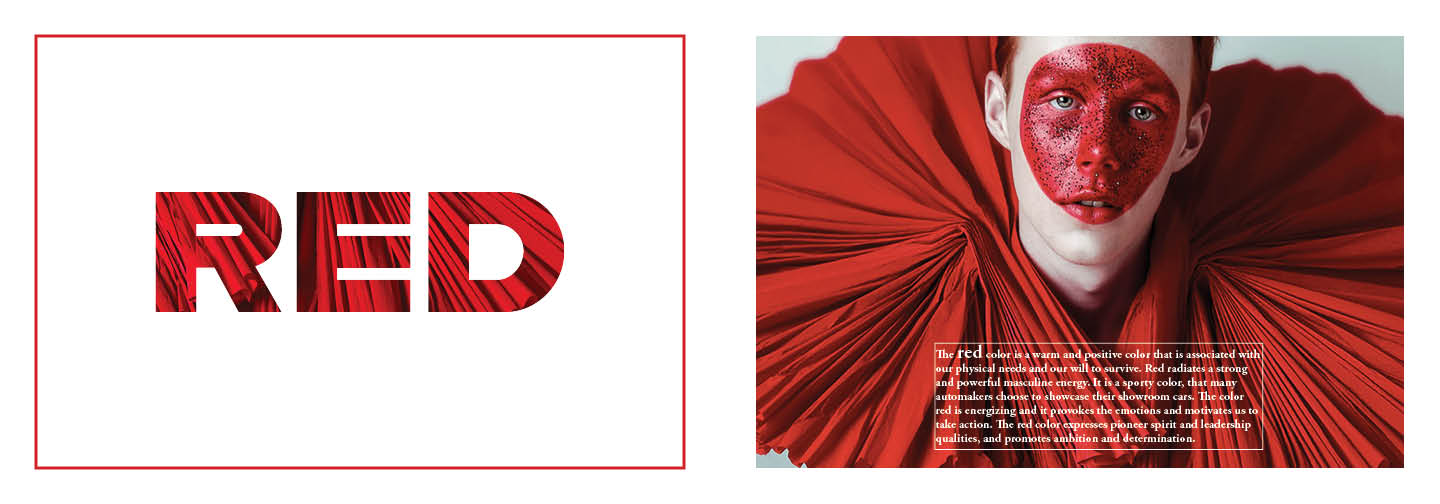 RED
The red color is a warm and positive color that is associated with
our physical needs and our will to survive. Red radiates a strong
and powerful masculine energy. It is a sporty color, that many
automakers choose to showcase their showroom cars. The color
red is energizing and it provokes the emotions and motivates us to
take action. The red color expresses pioneer spirit and leadership
qualities, and promotes ambition and determination.